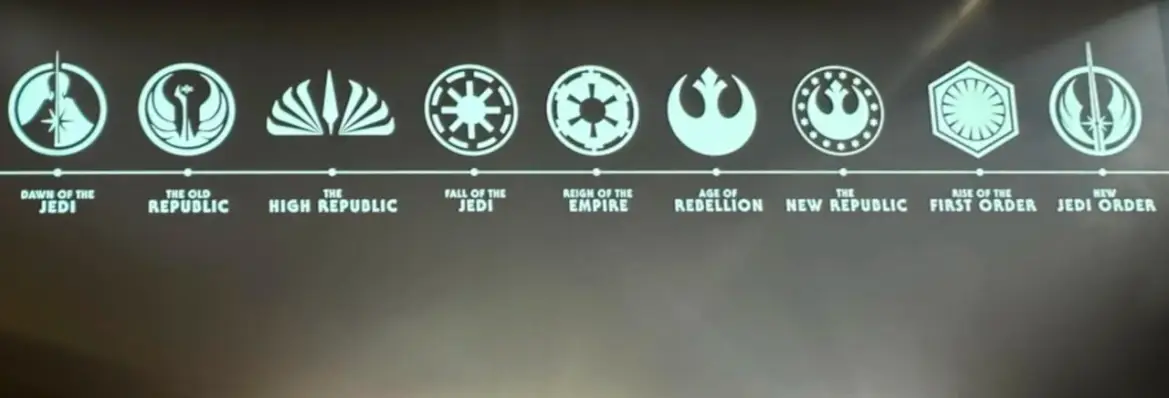 DAWN OF THE
JEDI
THE OLD
REPUBLIC
THE
HIGH REPUBLIC
FALL OF THE
JEDI
REIGN OF THE
EMPIRE
AGE OF
REBELLION
THE
NEW REPUBLIC
RISE OF THE
FIRST ORDER
NEW
JEDI ORDER